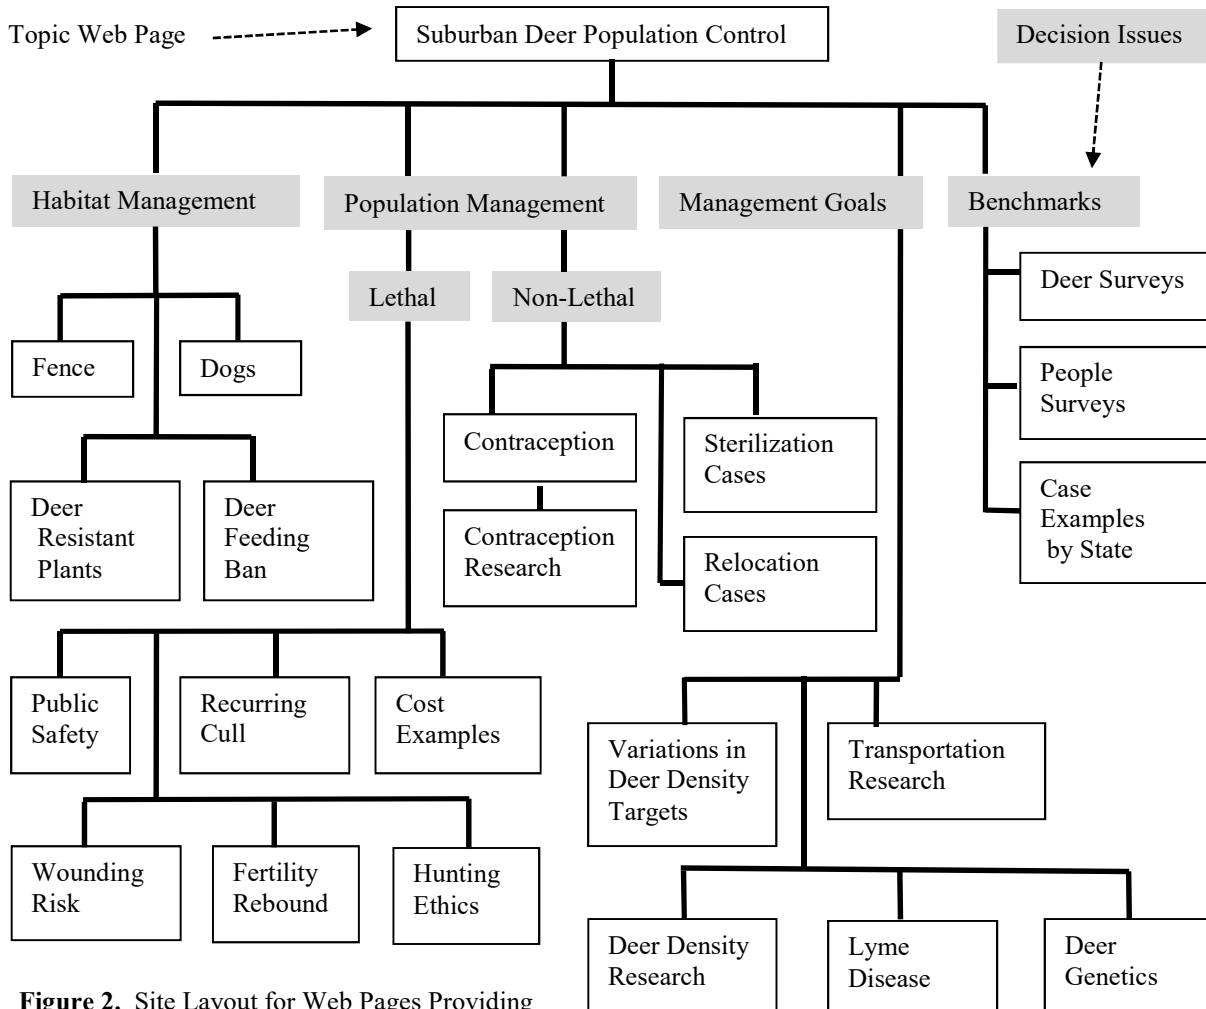 Topic Web Page
Suburban Deer Population Control
Decision Issues
Habitat Management
Population Management
Management Goals
Benchmarks
Lethal
Non-Lethal
Deer Surveys
Fence
Dogs
People
Surveys
Contraception
Sterilization
Cases
Case
Examples
by State
Deer
Resistant
Plants
Deer
Feeding
Ban
Contraception
Research
Relocation
Cases
Public
Safety
Recurring
Cull
Cost
Examples
Variations in
Deer Density
Targets
Transportation
Research
Wounding
Risk
Fertility
Rebound
Hunting
Ethics
Deer Density
Research
Lyme
Disease
Deer
Genetics
Figure 2. Site Layout for Web Pages Providing